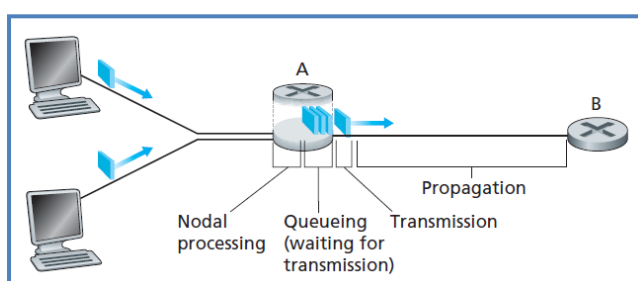 A
B
Propagation
Nodal
processing
Queueing
(waiting for
transmission)
Transmission